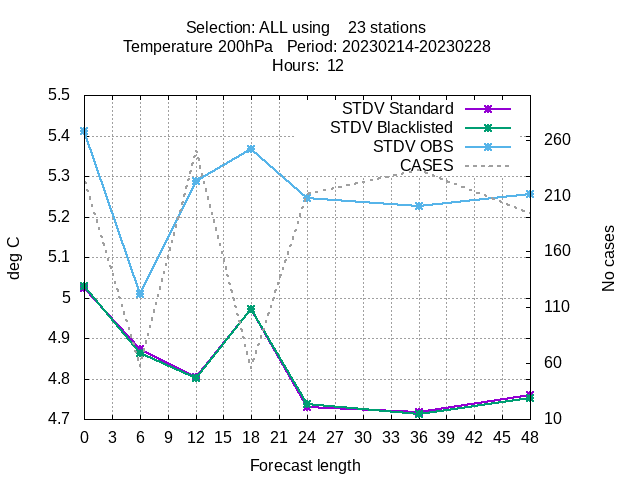 Selection: ALL using 23 stations
Temperature 200hPa Period: 20230214-20230228
Hours: 12
STDV Standard
STDV Blacklisted
STDV OBS
CASES
5.5
5.4
5.3
5.2
5.1
5
4.9
4.8
4.7
deg C
260
210
160
110
60
10
No cases
0 3 6 9 12 15 18 21 24 27 30 33 36 39 42 45 48
Forecast length